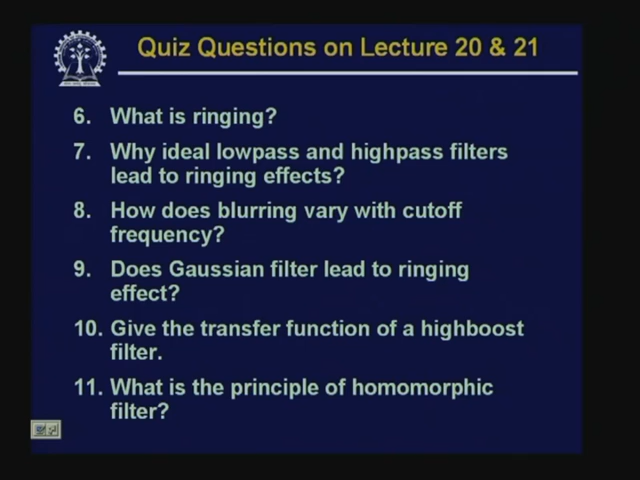 Quiz Questions on Lecture 20 & 21
6. What is ringing?
7. Why ideal lowpass and highpass filters
lead to ringing effects?
8. How does blurring vary with cutoff
frequency?
9. Does Gaussian filter lead to ringing
effect?
10. Give the transfer function of a highboost
filter.
11. What is the principle of homomorphic
filter?